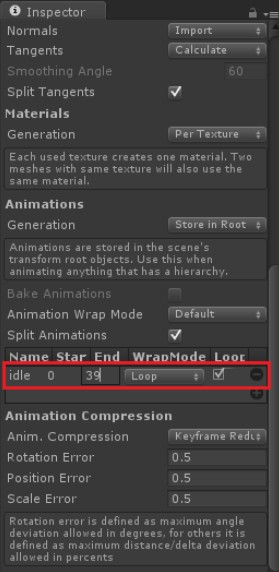 Inspector
Normals Import
Tangents Calculate
Smoothing Angle 60
Split Tangents
Materials
Generation Per Texture
Each used texture creates one material. Two
meshes with same texture will also use the
same material.
Animations
Generation Store in Root
Animations are stored in the scene's
transform root objects. Use this when
animating anything that has a hierarchy.
Bake Animations
Animation Wrap Mode Default
Split Animations
Name Star End WrapMode Loop
idle 0 39 Loop
Animation Compression
Anim. Compression Keyframe Redu
Rotation Error 0.5
Position Error 0.5
Scale Error 0.5
Rotation error is defined as maximum angle
deviation allowed in degrees, for others it is
defined as maximum distance/delta deviation
allowed in percents